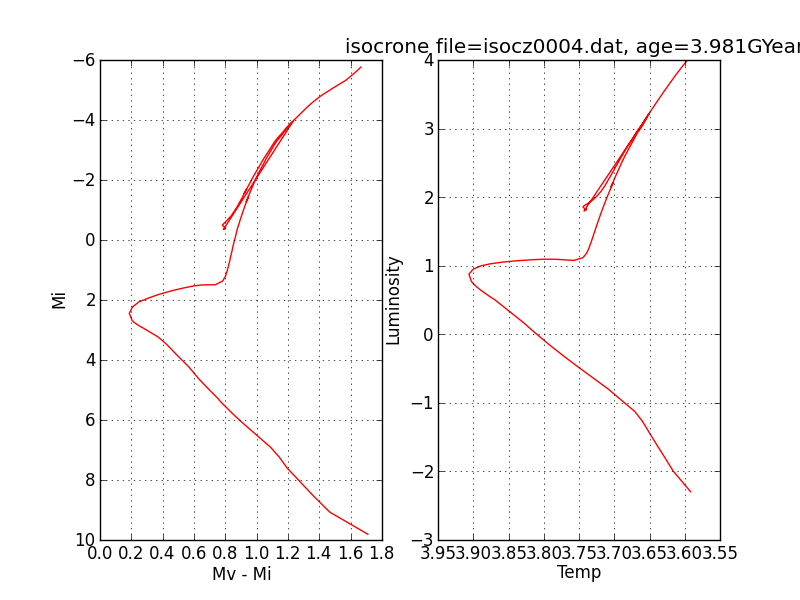 isocrone file=isocz0004.dat, age=3.981GYear
−6
−4
−2
0
2
4
6
8
10
Mi
0.0 0.2 0.4 0.6 0.8 1.0 1.2 1.4 1.6 1.8
Mv - Mi
4
3
2
1
0
−1
−2
−3
Luminosity
3.95 3.90 3.85 3.80 3.75 3.70 3.65 3.60 3.55
Temp